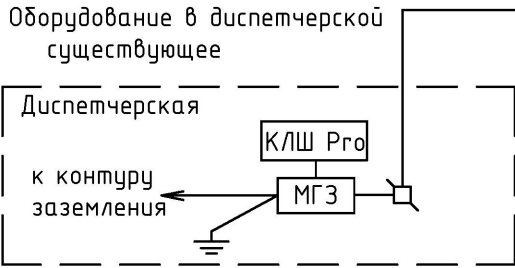 Оборудование в диспетчерской
существующее
Диспетчерская
КЛШ Pro
к контуру
заземления
МГЗ